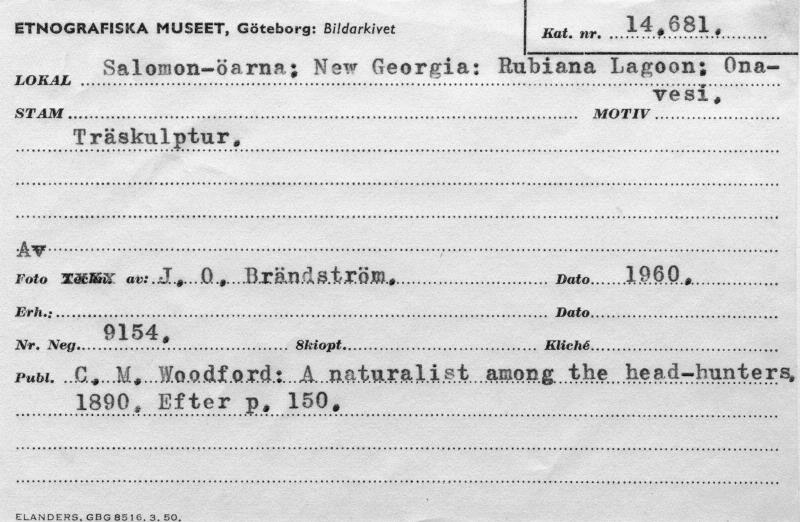 ETNOGRAFISKA MUSEET, Göteborg: Bildarkivet
Kat. nr. 14,681.
LOKAL Salomon-öarna; New Georgia: Rubiana Lagoon; Ona-
vesi.
STAM MOTIV
Träskulptur.
Av
Foto av: J. O. Brändström. Dato 1960.
Erh.: Dato
Nr. Neg. 9154. Skiopt. Kliché
Publ. C. M. Woodford: A naturalist among the head-hunters.
1890. Efter p. 150.
ELANDERS, GBG 8516. 3. 50.